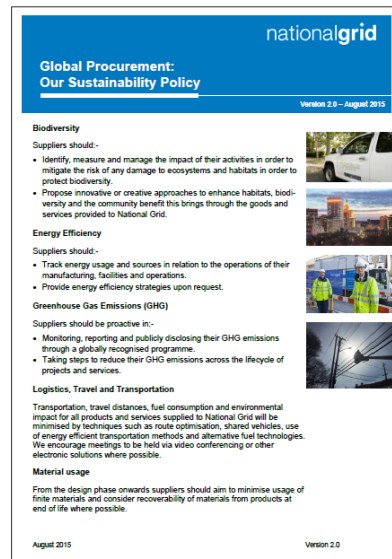 nationalgrid
Global Procurement:
Our Sustainability Policy
Version 2.0 – August 2015
Biodiversity
Suppliers should:-
• Identify, measure and manage the impact of their activities in order to
mitigate the risk of any damage to ecosystems and habitats in order to
protect biodiversity.
• Propose innovative or creative approaches to enhance habitats, biodi-
versity and the community benefit this brings through the goods and
services provided to National Grid.
Energy Efficiency
Suppliers should:-
• Track energy usage and sources in relation to the operations of their
manufacturing, facilities and operations.
• Provide energy efficiency strategies upon request.
Greenhouse Gas Emissions (GHG)
Suppliers should be proactive in:-
• Monitoring, reporting and publicly disclosing their GHG emissions
through a globally recognised programme.
• Taking steps to reduce their GHG emissions across the lifecycle of
projects and services.
Logistics, Travel and Transportation
Transportation, travel distances, fuel consumption and environmental
impact for all products and services supplied to National Grid will be
minimised by techniques such as route optimisation, shared vehicles, use
of energy efficient transportation methods and alternative fuel technologies.
We encourage meetings to be held via video conferencing or other
electronic solutions where possible.
Material usage
From the design phase onwards suppliers should aim to minimise usage of
finite materials and consider recoverability of materials from products at
end of life where possible.
August 2015
Version 2.0